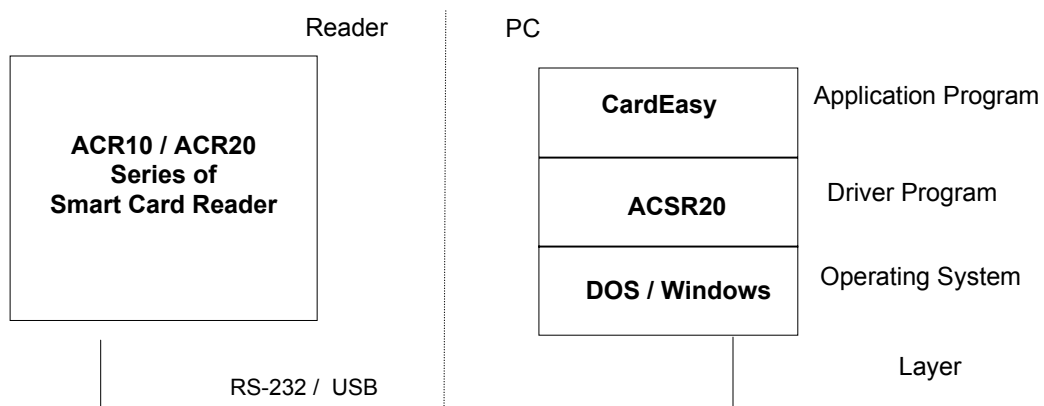 Reader
PC
ACR10 / ACR20
Series of
Smart Card Reader
CardEasy
Application Program
ACSR20
Driver Program
DOS / Windows
Operating System
RS-232 / USB
Layer